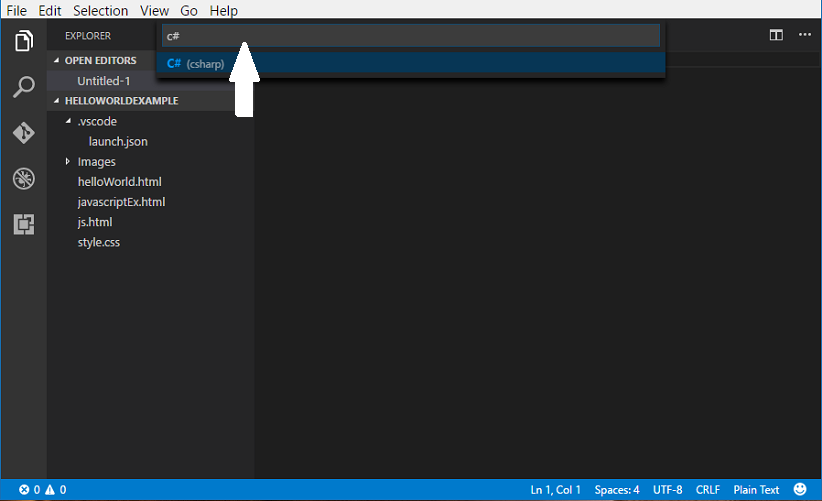 File Edit Selection View Go Help
EXPLORER
c#
OPEN EDITORS
C# (csharp)
Untitled-1
HELLOWORLDEXAMPLE
.vscode
launch.json
Images
helloWorld.html
javascriptEx.html
js.html
style.css
0 0 Ln 1, Col 1 Spaces: 4 UTF-8 CRLF Plain Text